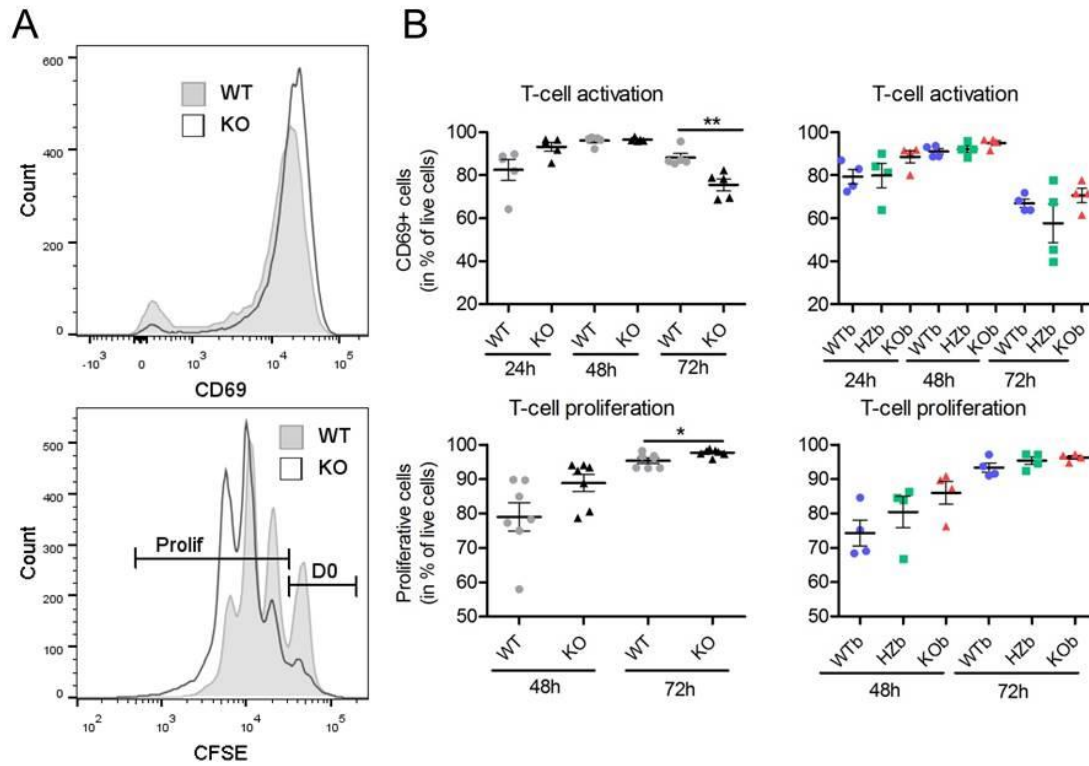 A
600
400
200
0
Count
WT
KO
-10³ 0 10³ 10⁴ 10⁵
CD69
500
400
300
200
100
0
Count
WT
KO
Prolif
D0
10² 10³ 10⁴ 10⁵
CFSE
B
T-cell activation
CD69+ cells
(in % of live cells)
100
80
60
40
20
**
WT KO WT KO WT KO
24h 48h 72h
T-cell activation
100
80
60
40
20
WTb HZb KOb WTb HZb KOb WTb HZb KOb
24h 48h 72h
T-cell proliferation
Proliferative cells
(in % of live cells)
100
90
80
70
60
50
*
WT KO WT KO
48h 72h
T-cell proliferation
100
90
80
70
60
50
WTb HZb KOb WTb HZb KOb
48h 72h